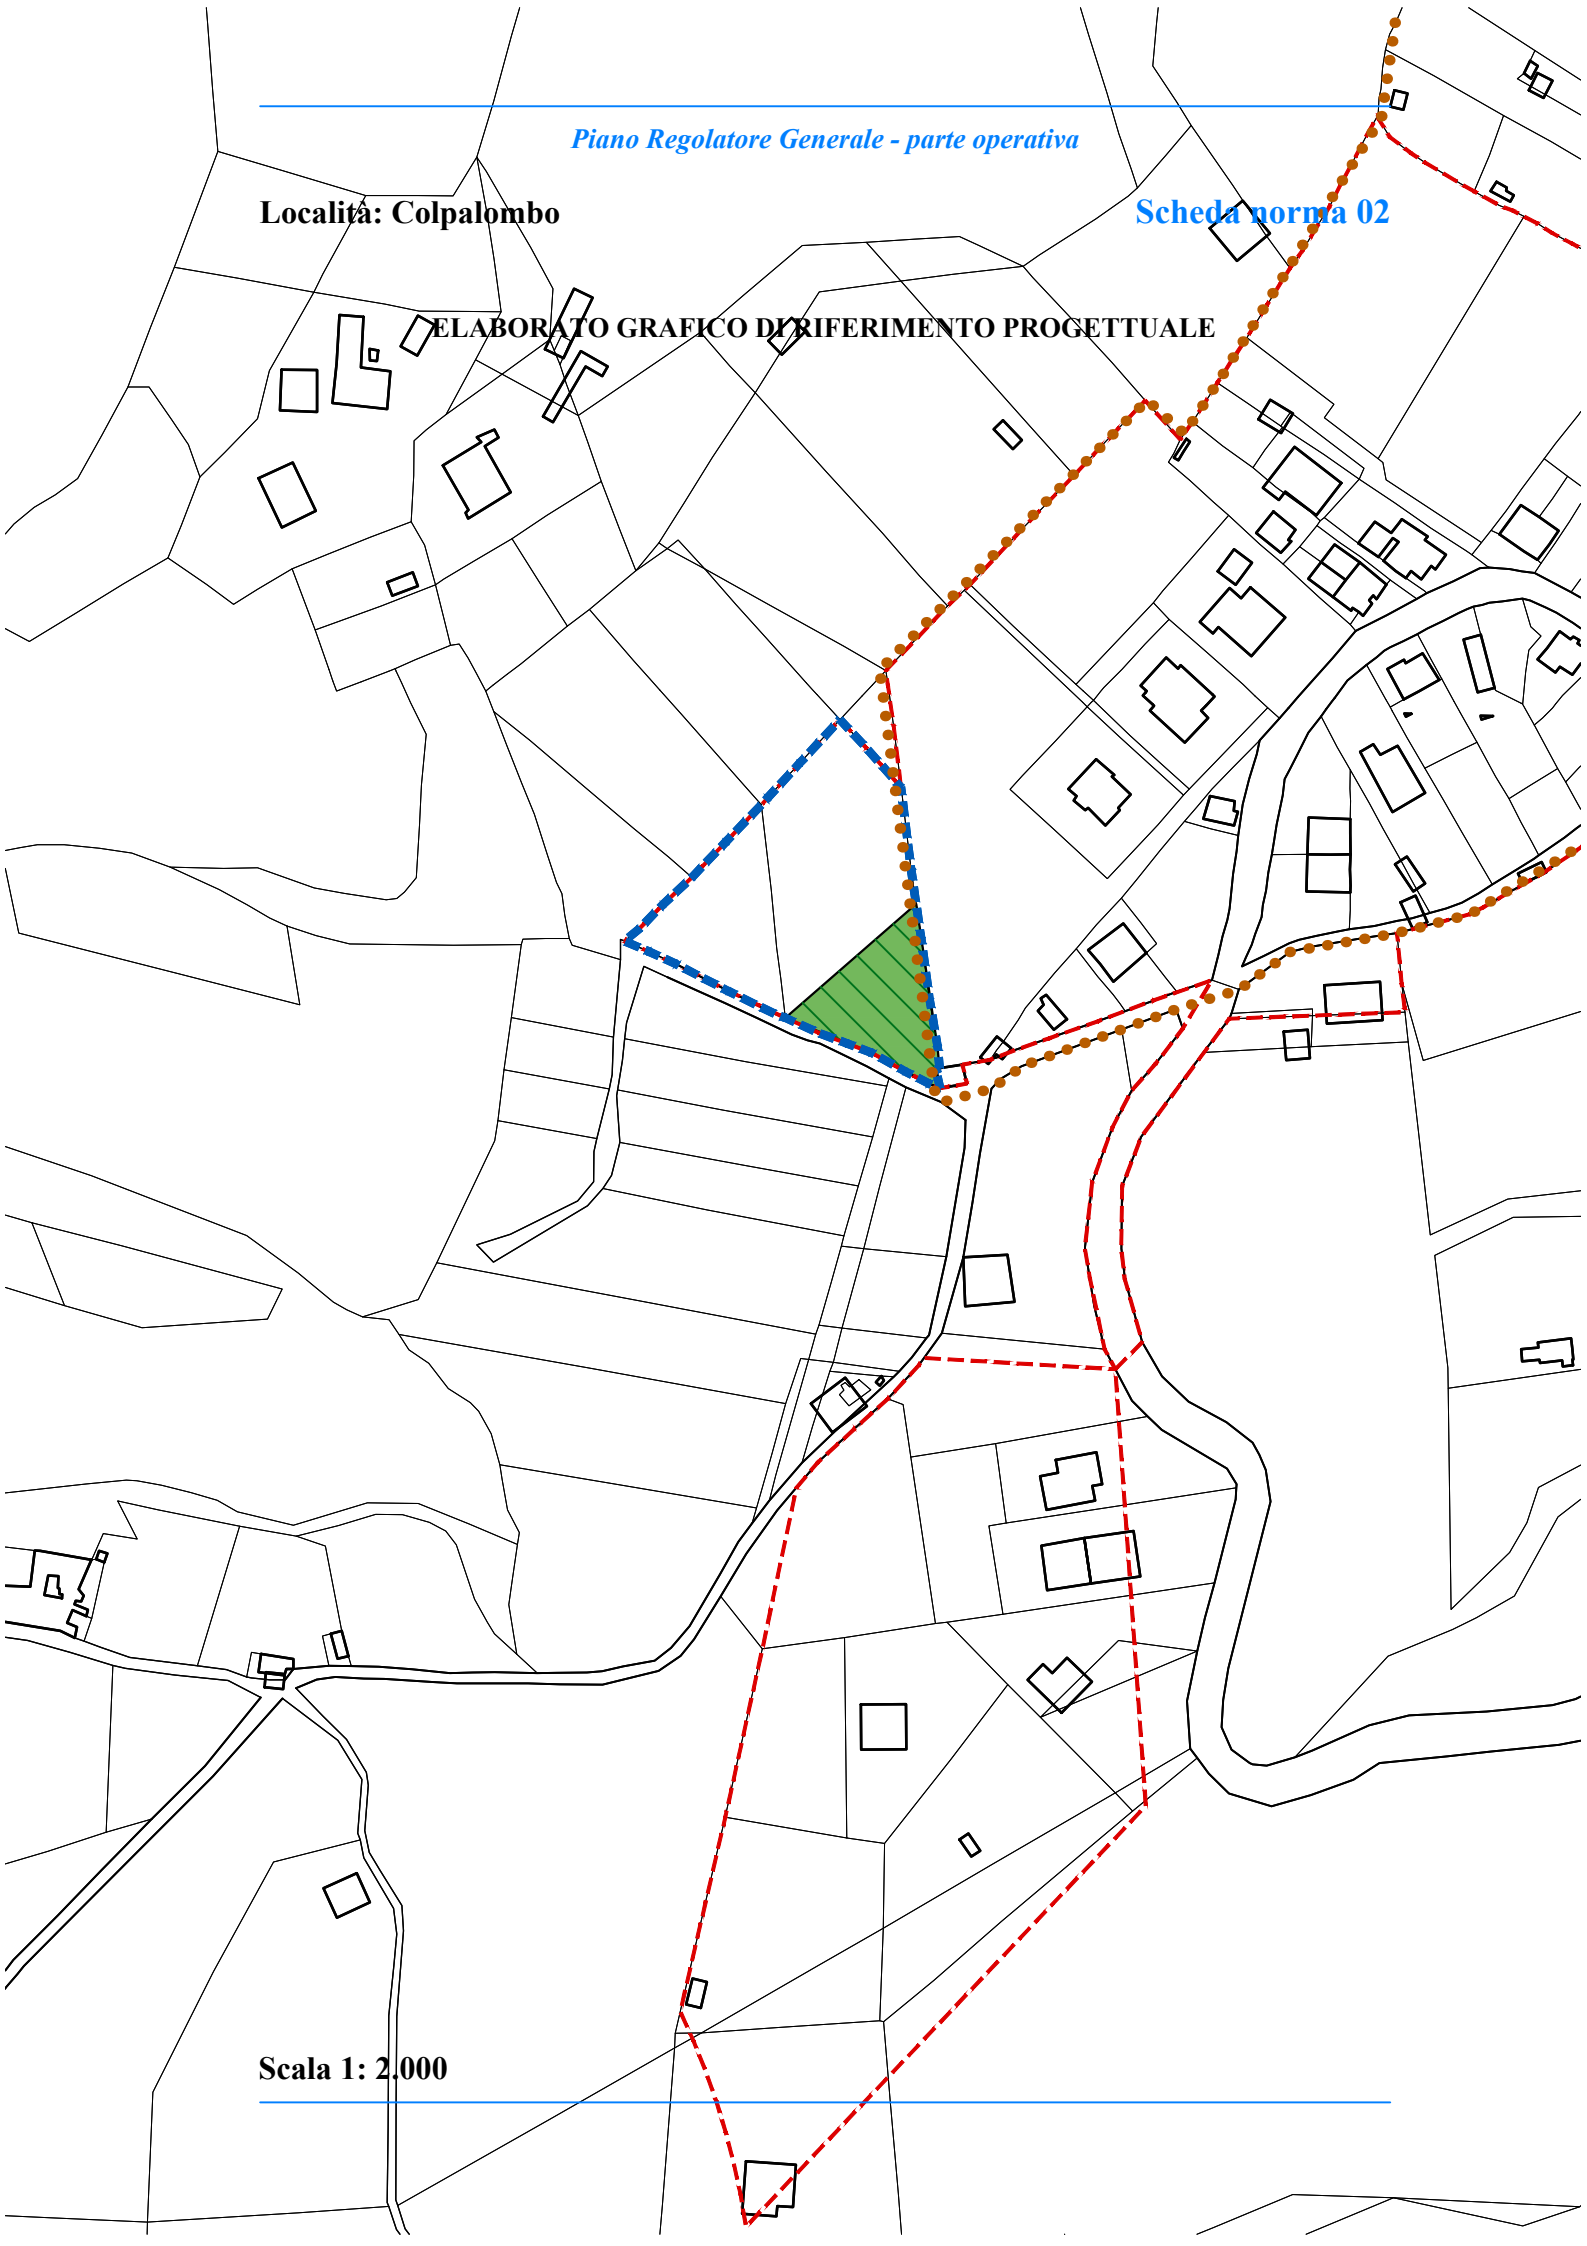 Piano Regolatore Generale - parte operativa
Località: Colpalombo
Scheda norma 02
ELABORATO GRAFICO DI RIFERIMENTO PROGETTUALE
Scala 1: 2.000